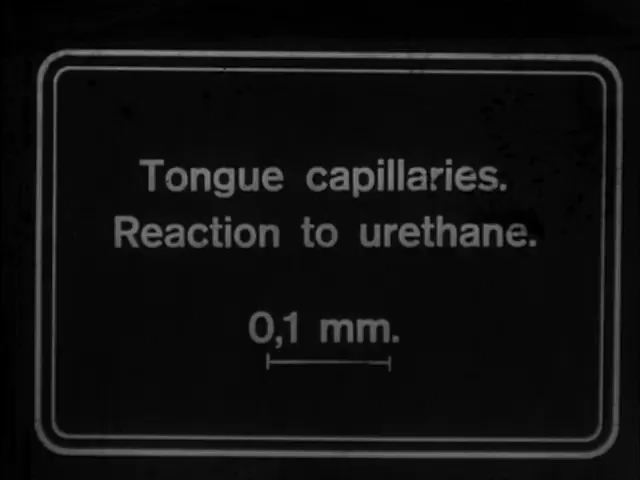 Tongue capillaries.
Reaction to urethane.
0,1 mm.